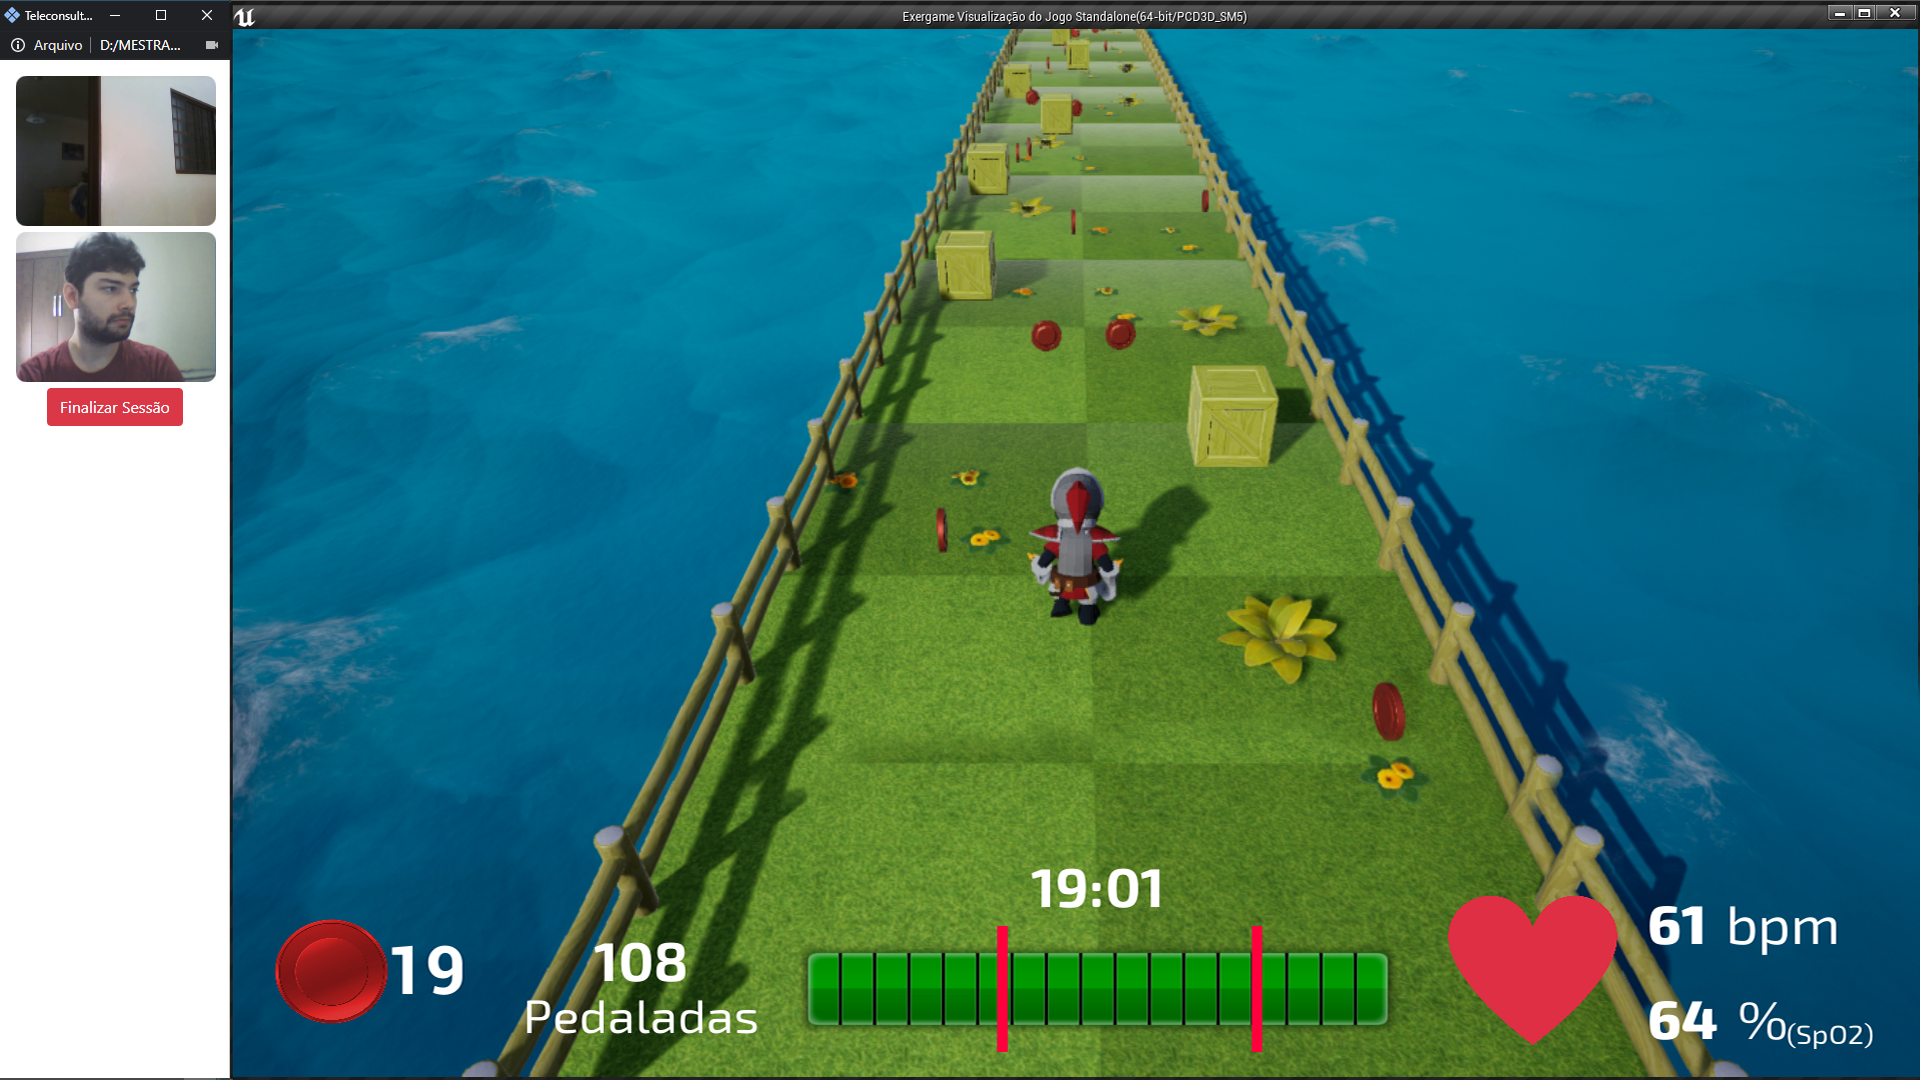 Teleconsult...
Arquivo
D:/MESTRA...
Finalizar Sessão
Exergame Visualização do Jogo Standalone(64-bit/PCD3D_SM5)
19:01
19
108
Pedaladas
61 bpm
64 %(SpO2)